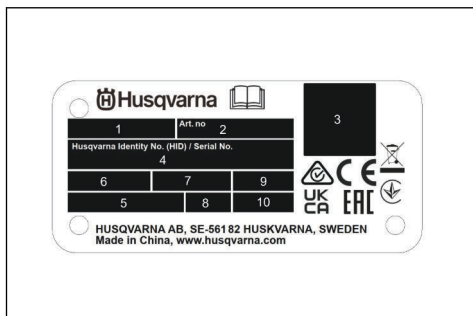 Husqvarna
1
Art. no
2
3
Husqvarna Identity No. (HID) / Serial No.
4
6 7 9
5 8 10
CE
UK
CA
EAC
HUSQVARNA AB, SE-561 82 HUSKVARNA, SWEDEN
Made in China, www.husqvarna.com